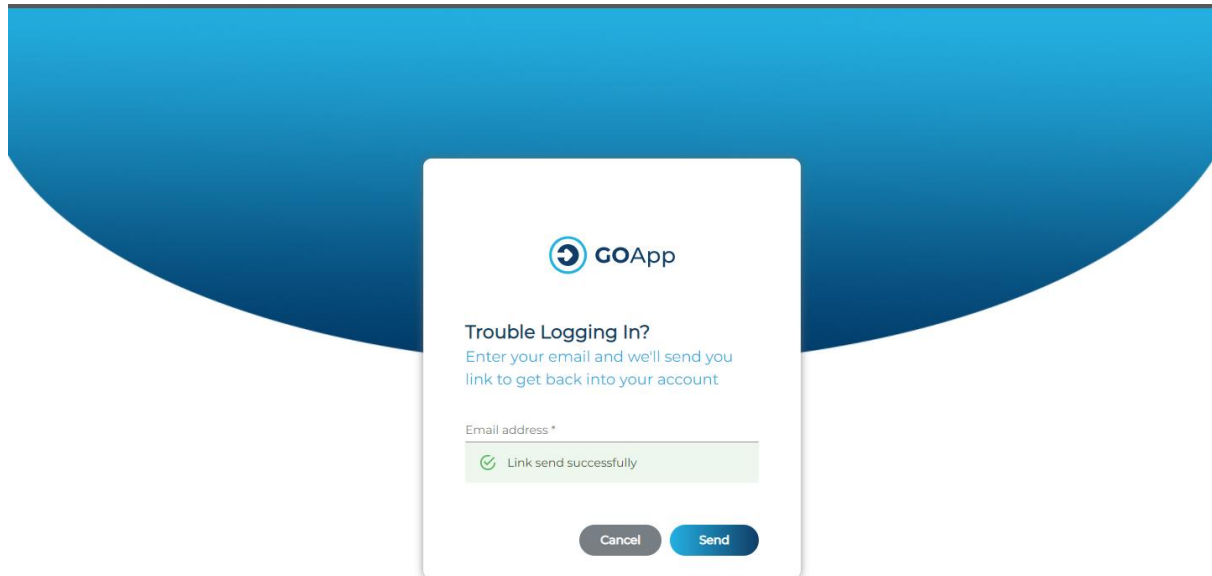 GOApp
Trouble Logging In?
Enter your email and we'll send you
link to get back into your account
Email address *
Link send successfully
Cancel
Send